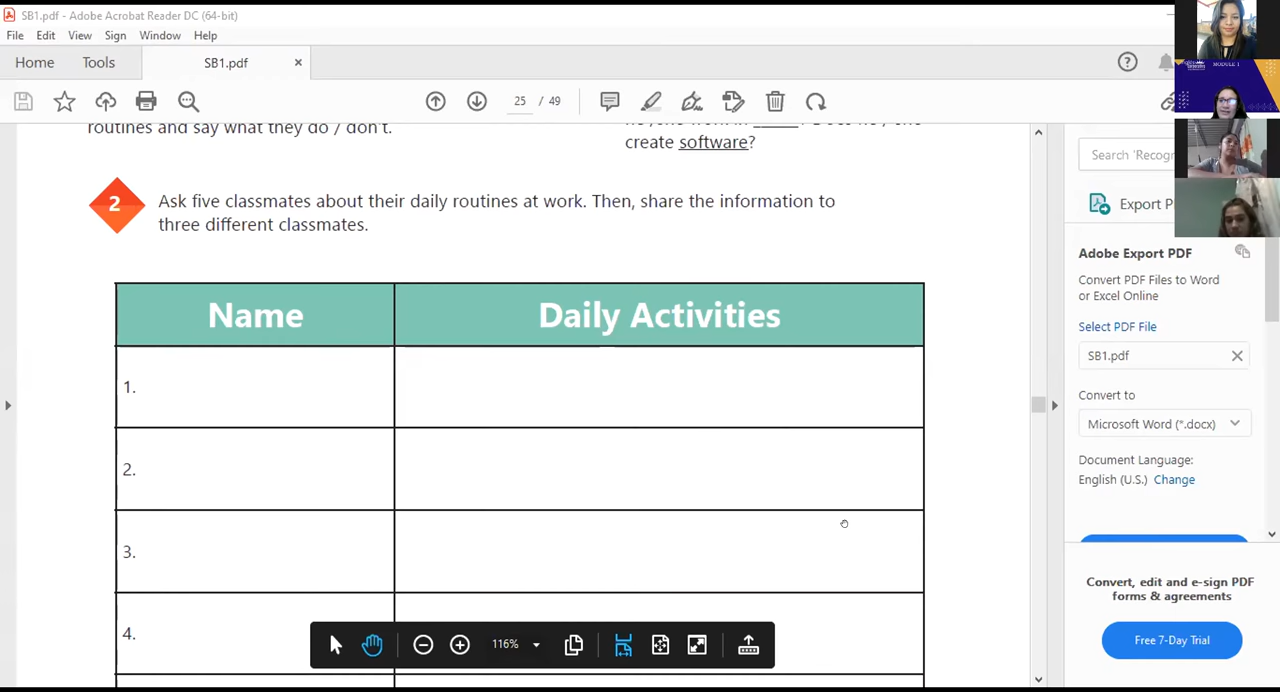 SB1.pdf - Adobe Acrobat Reader DC (64-bit)
File Edit View Sign Window Help
Home Tools SB1.pdf ×
25 / 49
routines and say what they do / don't.
create software?
2 Ask five classmates about their daily routines at work. Then, share the information to
three different classmates.
Name Daily Activities
1.
2.
3.
4.
116%
MODULE 1
Search 'Recogn
Export P
Adobe Export PDF
Convert PDF Files to Word
or Excel Online
Select PDF File
SB1.pdf
Convert to
Microsoft Word (*.docx)
Document Language:
English (U.S.) Change
Convert, edit and e-sign PDF
forms & agreements
Free 7-Day Trial